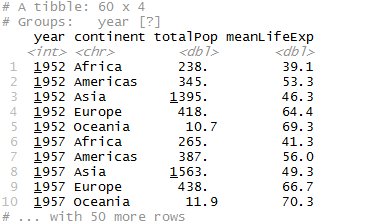 # A tibble: 60 x 4
# Groups: year [?]
year continent totalPop meanLifeExp
<int> <chr> <dbl> <dbl>
1 1952 Africa 238. 39.1
2 1952 Americas 345. 53.3
3 1952 Asia 1395. 46.3
4 1952 Europe 418. 64.4
5 1952 Oceania 10.7 69.3
6 1957 Africa 265. 41.3
7 1957 Americas 387. 56.0
8 1957 Asia 1563. 49.3
9 1957 Europe 438. 66.7
10 1957 Oceania 11.9 70.3
# ... with 50 more rows